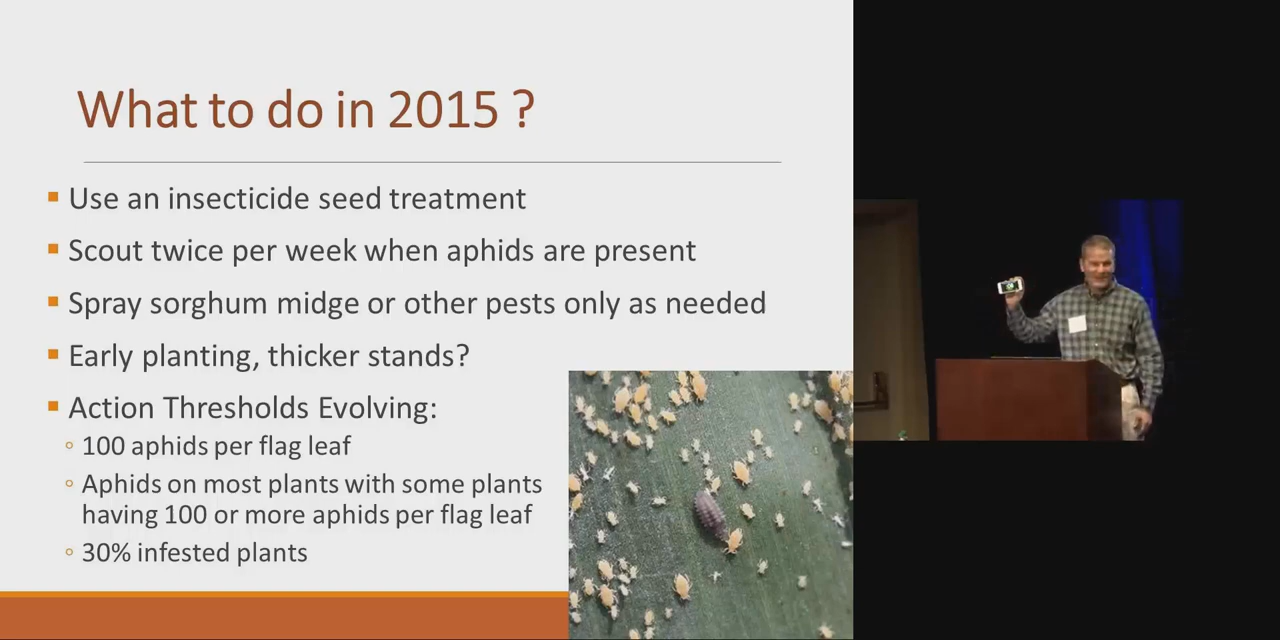 What to do in 2015 ?
Use an insecticide seed treatment
Scout twice per week when aphids are present
Spray sorghum midge or other pests only as needed
Early planting, thicker stands?
Action Thresholds Evolving:
100 aphids per flag leaf
Aphids on most plants with some plants
having 100 or more aphids per flag leaf
30% infested plants